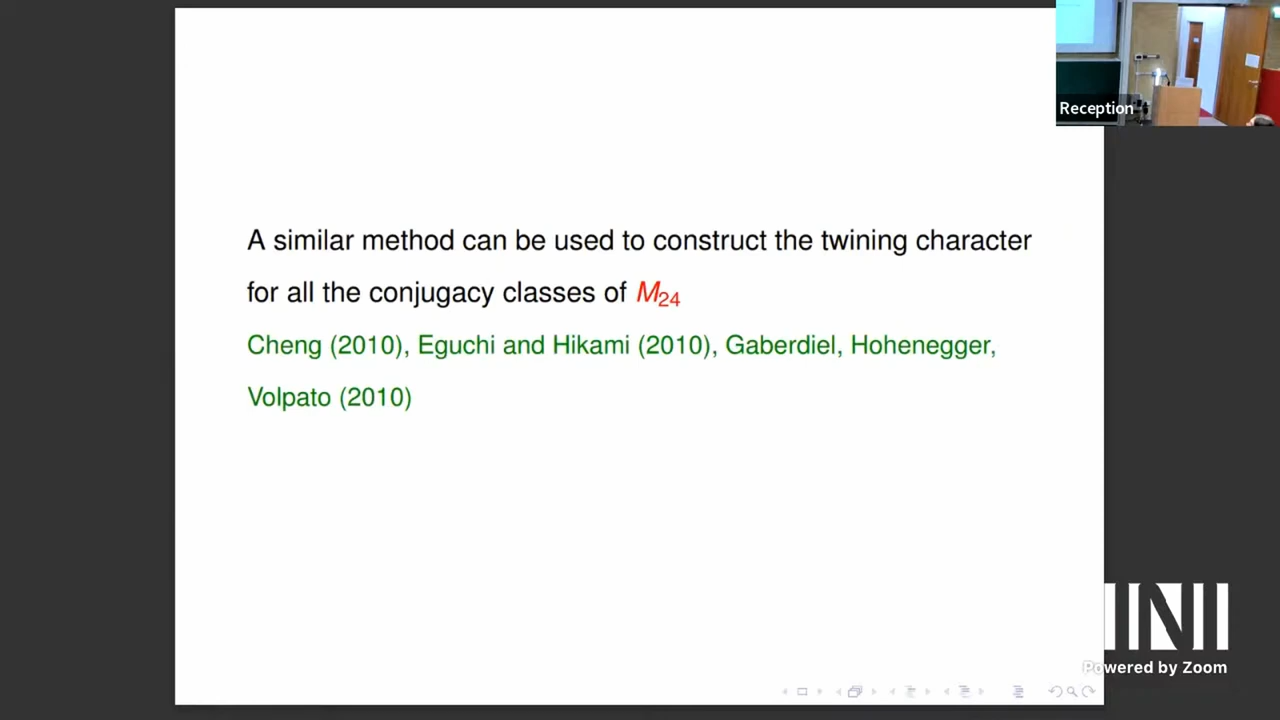 Reception
A similar method can be used to construct the twining character
for all the conjugacy classes of M24
Cheng (2010), Eguchi and Hikami (2010), Gaberdiel, Hohenegger,
Volpato (2010)
INI
Powered by Zoom